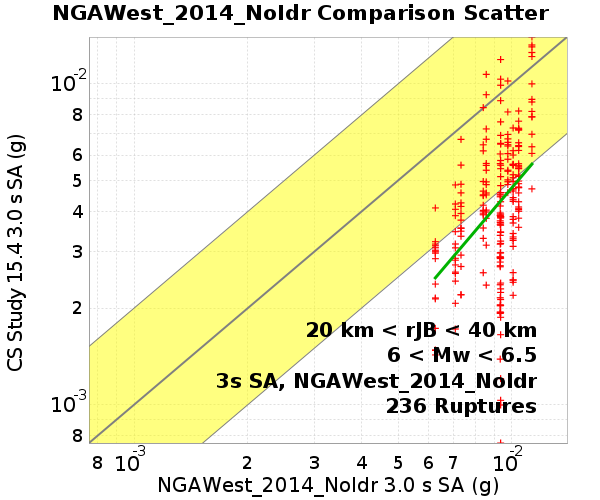 NGAWest_2014_NoIdr Comparison Scatter
CS Study 15.4 3.0 s SA (g)
10⁻²
8
6
5
4
3
2
10⁻³
8
20 km < rJB < 40 km
6 < Mw < 6.5
3s SA, NGAWest_2014_NoIdr
236 Ruptures
8 10⁻³ 2 3 4 5 6 7 10⁻²
NGAWest_2014_NoIdr 3.0 s SA (g)